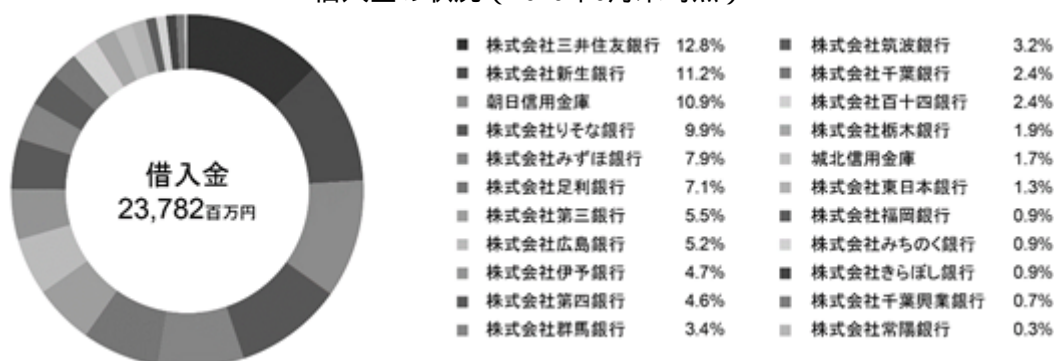 借入金
23,782百万円
株式会社三井住友銀行 12.8%
株式会社新生銀行 11.2%
朝日信用金庫 10.9%
株式会社りそな銀行 9.9%
株式会社みずほ銀行 7.9%
株式会社足利銀行 7.1%
株式会社第三銀行 5.5%
株式会社広島銀行 5.2%
株式会社伊予銀行 4.7%
株式会社第四銀行 4.6%
株式会社群馬銀行 3.4%
株式会社筑波銀行 3.2%
株式会社千葉銀行 2.4%
株式会社百十四銀行 2.4%
株式会社栃木銀行 1.9%
城北信用金庫 1.7%
株式会社東日本銀行 1.3%
株式会社福岡銀行 0.9%
株式会社みちのく銀行 0.9%
株式会社きらぼし銀行 0.9%
株式会社千葉興業銀行 0.7%
株式会社常陽銀行 0.3%